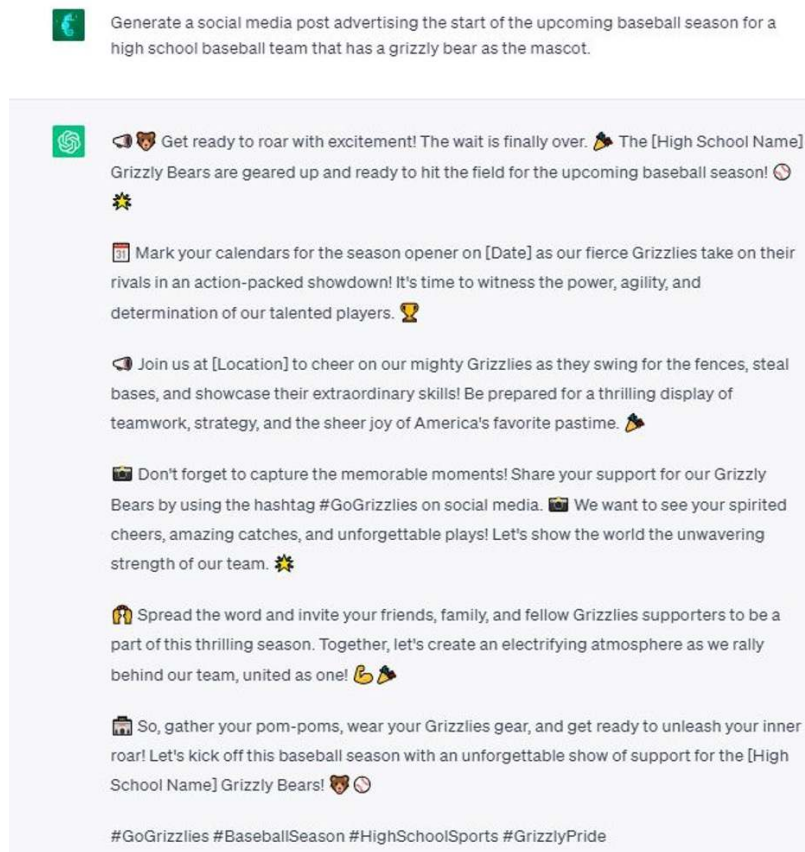 Generate a social media post advertising the start of the upcoming baseball season for a
high school baseball team that has a grizzly bear as the mascot.
📣🐻 Get ready to roar with excitement! The wait is finally over. 🎉 The [High School Name]
Grizzly Bears are geared up and ready to hit the field for the upcoming baseball season! ⚾
🌟
📅 Mark your calendars for the season opener on [Date] as our fierce Grizzlies take on their
rivals in an action-packed showdown! It's time to witness the power, agility, and
determination of our talented players. 🏆
📣 Join us at [Location] to cheer on our mighty Grizzlies as they swing for the fences, steal
bases, and showcase their extraordinary skills! Be prepared for a thrilling display of
teamwork, strategy, and the sheer joy of America's favorite pastime. 🎉
📸 Don't forget to capture the memorable moments! Share your support for our Grizzly
Bears by using the hashtag #GoGrizzlies on social media. 📸 We want to see your spirited
cheers, amazing catches, and unforgettable plays! Let's show the world the unwavering
strength of our team. 🌟
🙌 Spread the word and invite your friends, family, and fellow Grizzlies supporters to be a
part of this thrilling season. Together, let's create an electrifying atmosphere as we rally
behind our team, united as one! 💪🎉
🏟️ So, gather your pom-poms, wear your Grizzlies gear, and get ready to unleash your inner
roar! Let's kick off this baseball season with an unforgettable show of support for the [High
School Name] Grizzly Bears! 🐻⚾
#GoGrizzlies #BaseballSeason #HighSchoolSports #GrizzlyPride